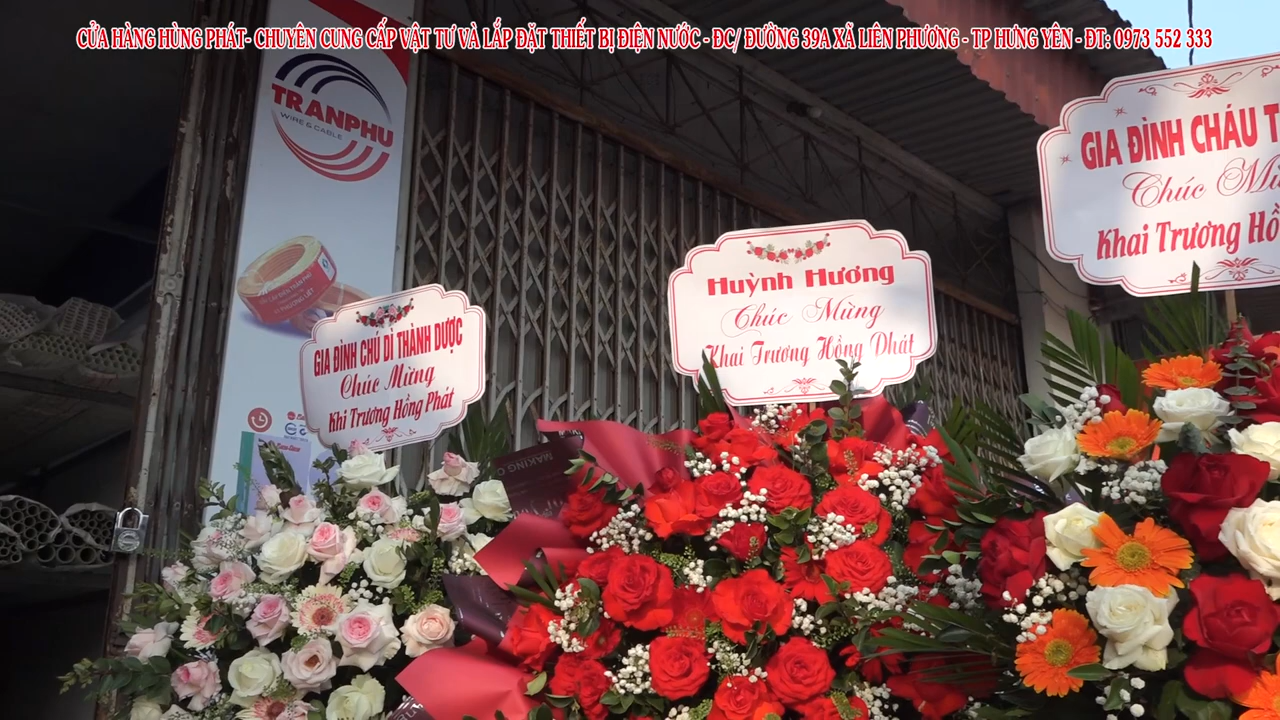 CỬA HÀNG HÙNG PHÁT- CHUYÊN CUNG CẤP VẬT TƯ VÀ LẮP ĐẶT THIẾT BỊ ĐIỆN NƯỚC - ĐC/ ĐƯỜNG 39A XÃ LIÊN PHƯƠNG - TP HƯNG YÊN - ĐT: 0973 552 333
TRANPHU
WIRE & CABLE
GIA ĐÌNH CHÚ DÌ THÀNH DƯỢC
Chúc Mừng
Khi Trương Hồng Phát
Huỳnh Hương
Chúc Mừng
Khai Trương Hồng Phát
GIA ĐÌNH CHÁU T
Chúc Mừ
Khai Trương Hồ
MAKING